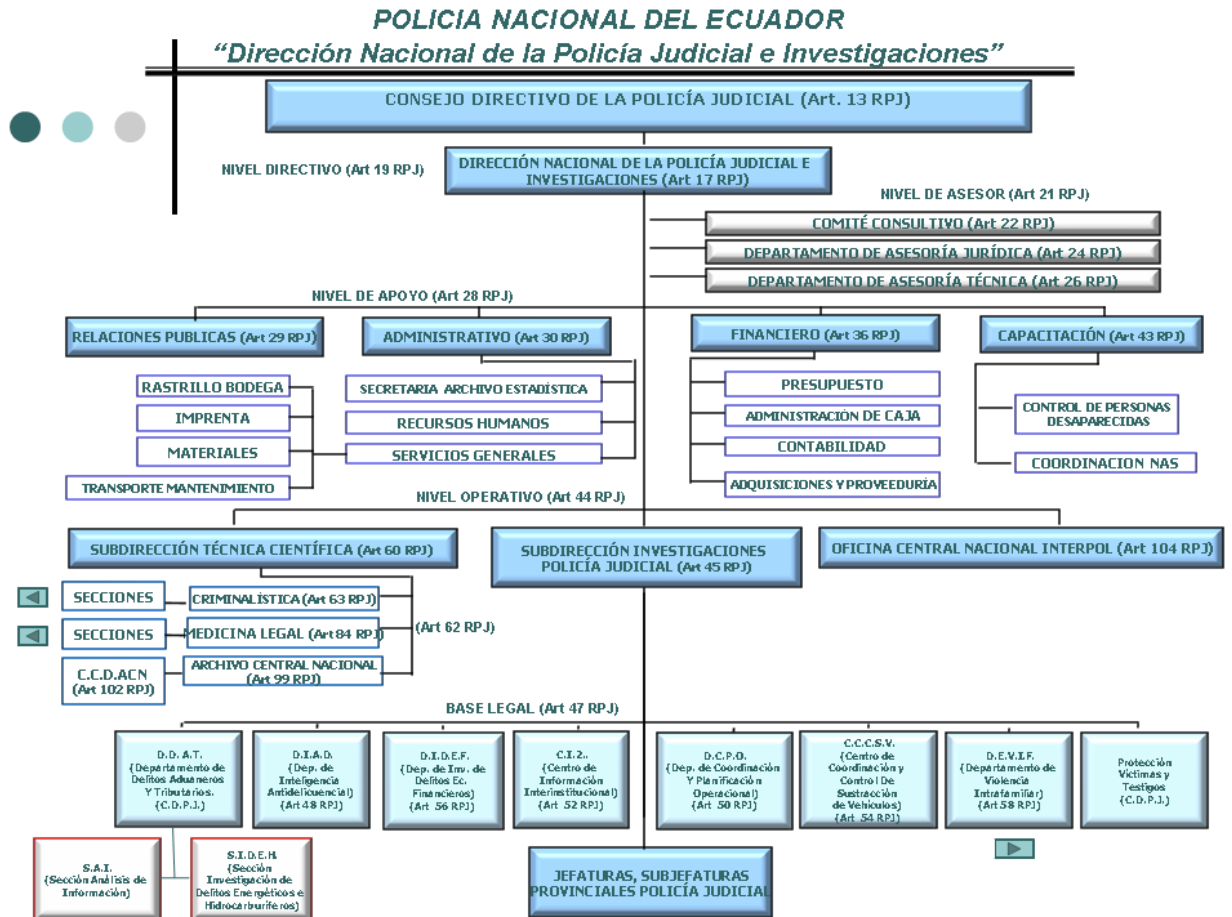 POLICIA NACIONAL DEL ECUADOR
“Dirección Nacional de la Policía Judicial e Investigaciones”
CONSEJO DIRECTIVO DE LA POLICÍA JUDICIAL (Art. 13 RPJ)
NIVEL DIRECTIVO (Art 19 RPJ)
DIRECCIÓN NACIONAL DE LA POLICÍA JUDICIAL E
INVESTIGACIONES (Art 17 RPJ)
NIVEL DE ASESOR (Art 21 RPJ)
COMITÉ CONSULTIVO (Art 22 RPJ)
DEPARTAMENTO DE ASESORÍA JURÍDICA (Art 24 RPJ)
DEPARTAMENTO DE ASESORÍA TÉCNICA (Art 26 RPJ)
NIVEL DE APOYO (Art 28 RPJ)
RELACIONES PUBLICAS (Art 29 RPJ)
ADMINISTRATIVO (Art 30 RPJ)
FINANCIERO (Art 36 RPJ)
CAPACITACIÓN (Art 43 RPJ)
RASTRILLO BODEGA
IMPRENTA
MATERIALES
TRANSPORTE MANTENIMIENTO
SECRETARIA ARCHIVO ESTADÍSTICA
RECURSOS HUMANOS
SERVICIOS GENERALES
PRESUPUESTO
ADMINISTRACIÓN DE CAJA
CONTABILIDAD
ADQUISICIONES Y PROVEEDURÍA
CONTROL DE PERSONAS
DESAPARECIDAS
COORDINACION NAS
NIVEL OPERATIVO (Art 44 RPJ)
SUBDIRECCIÓN TÉCNICA CIENTÍFICA (Art 60 RPJ)
SUBDIRECCIÓN INVESTIGACIONES
POLICÍA JUDICIAL (Art 45 RPJ)
OFICINA CENTRAL NACIONAL INTERPOL (Art 104 RPJ)
SECCIONES
CRIMINALÍSTICA (Art 63 RPJ)
SECCIONES
MEDICINA LEGAL (Art 84 RPJ)
(Art 62 RPJ)
C.C.D.ACN
(Art 102 RPJ)
ARCHIVO CENTRAL NACIONAL
(Art 99 RPJ)
BASE LEGAL (Art 47 RPJ)
D.D. A.T.
(Departamento de
Delitos Aduaneros
Y Tributarios.
(C.D.P.J.)
D.I.A.D.
(Dep. de
Inteligencia
Antidelicuencial)
(Art 48 RPJ)
D.I.D.E.F.
(Dep. de Inv. de
Delitos Ec.
Financieros)
(Art. 56 RPJ)
C.I.2..
(Centro de
Información
Interinstitucional)
(Art. 52 RPJ)
D.C.P.O.
(Dep. de Coordinación
Y Planificación
Operacional)
(Art. 50 RPJ)
C.C.C.S.V.
(Centro de
Coordinación y
Control De
Sustracción
de Vehículos)
(Art. 54 RPJ)
D.E.V.I.F.
(Departamento de
Violencia
Intrafamiliar)
(Art 58 RPJ)
Protección
Victimas y
Testigos
(C.D.P.J.)
S.A.I.
(Sección Análisis de
Información)
S.I.D.E.H.
(Sección
Investigación de
Delitos Energéticos e
Hidrocarburíferos)
JEFATURAS, SUBJEFATURAS
PROVINCIALES POLICÍA JUDICIAL